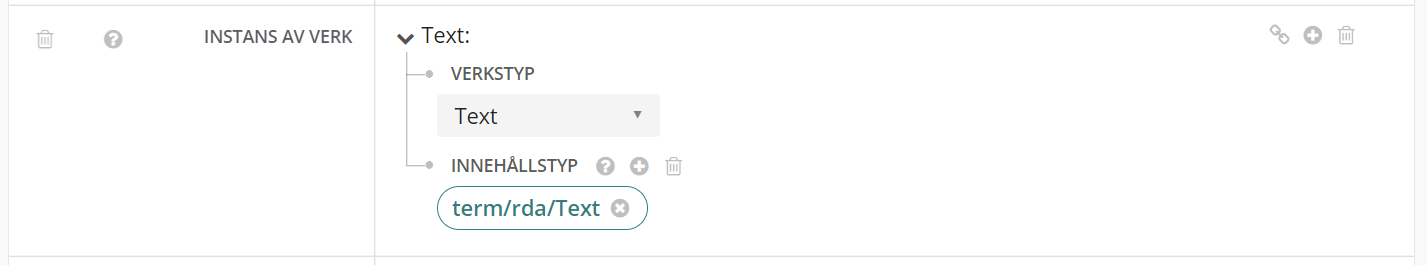 INSTANS AV VERK
Text:
VERKSTYP
Text
INNEHÅLLSTYP
term/rda/Text